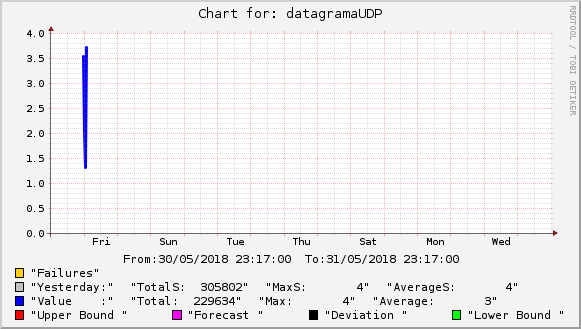 Chart for: datagramaUDP
RRDTOOL / TOBI OETIKER
4.0
3.5
3.0
2.5
2.0
1.5
1.0
0.5
0.0
Fri Sun Tue Thu Sat Mon Wed
From:30/05/2018 23:17:00 To:31/05/2018 23:17:00
"Failures"
"Yesterday:" "TotalS: 305802" "MaxS: 4" "AverageS: 4"
"Value :" "Total: 229634" "Max: 4" "Average: 3"
"Upper Bound " "Forecast " "Deviation " "Lower Bound "